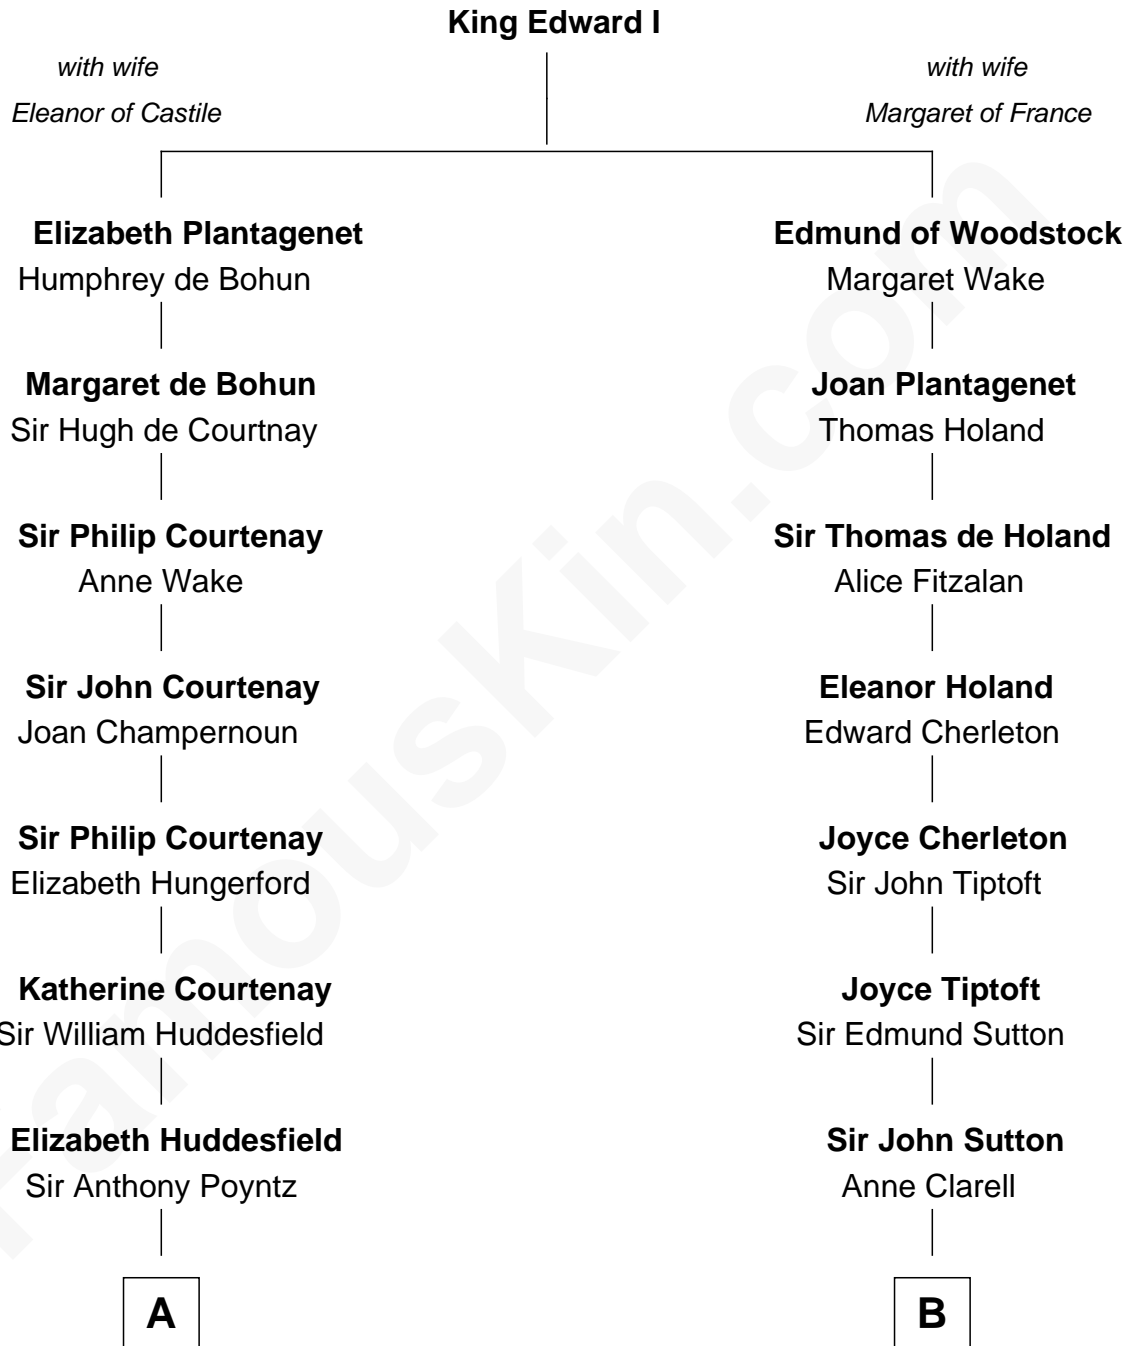 King Edward I
with wife
Eleanor of Castile
with wife
Margaret of France
Elizabeth Plantagenet
Humphrey de Bohun
Edmund of Woodstock
Margaret Wake
Margaret de Bohun
Sir Hugh de Courtnay
Joan Plantagenet
Thomas Holand
Sir Philip Courtenay
Anne Wake
Sir Thomas de Holand
Alice Fitzalan
Sir John Courtenay
Joan Champernoun
Eleanor Holand
Edward Cherleton
Sir Philip Courtenay
Elizabeth Hungerford
Joyce Cherleton
Sir John Tiptoft
Katherine Courtenay
Sir William Huddesfield
Joyce Tiptoft
Sir Edmund Sutton
Elizabeth Huddesfield
Sir Anthony Poyntz
Sir John Sutton
Anne Clarell
A
B
FamousKin.com